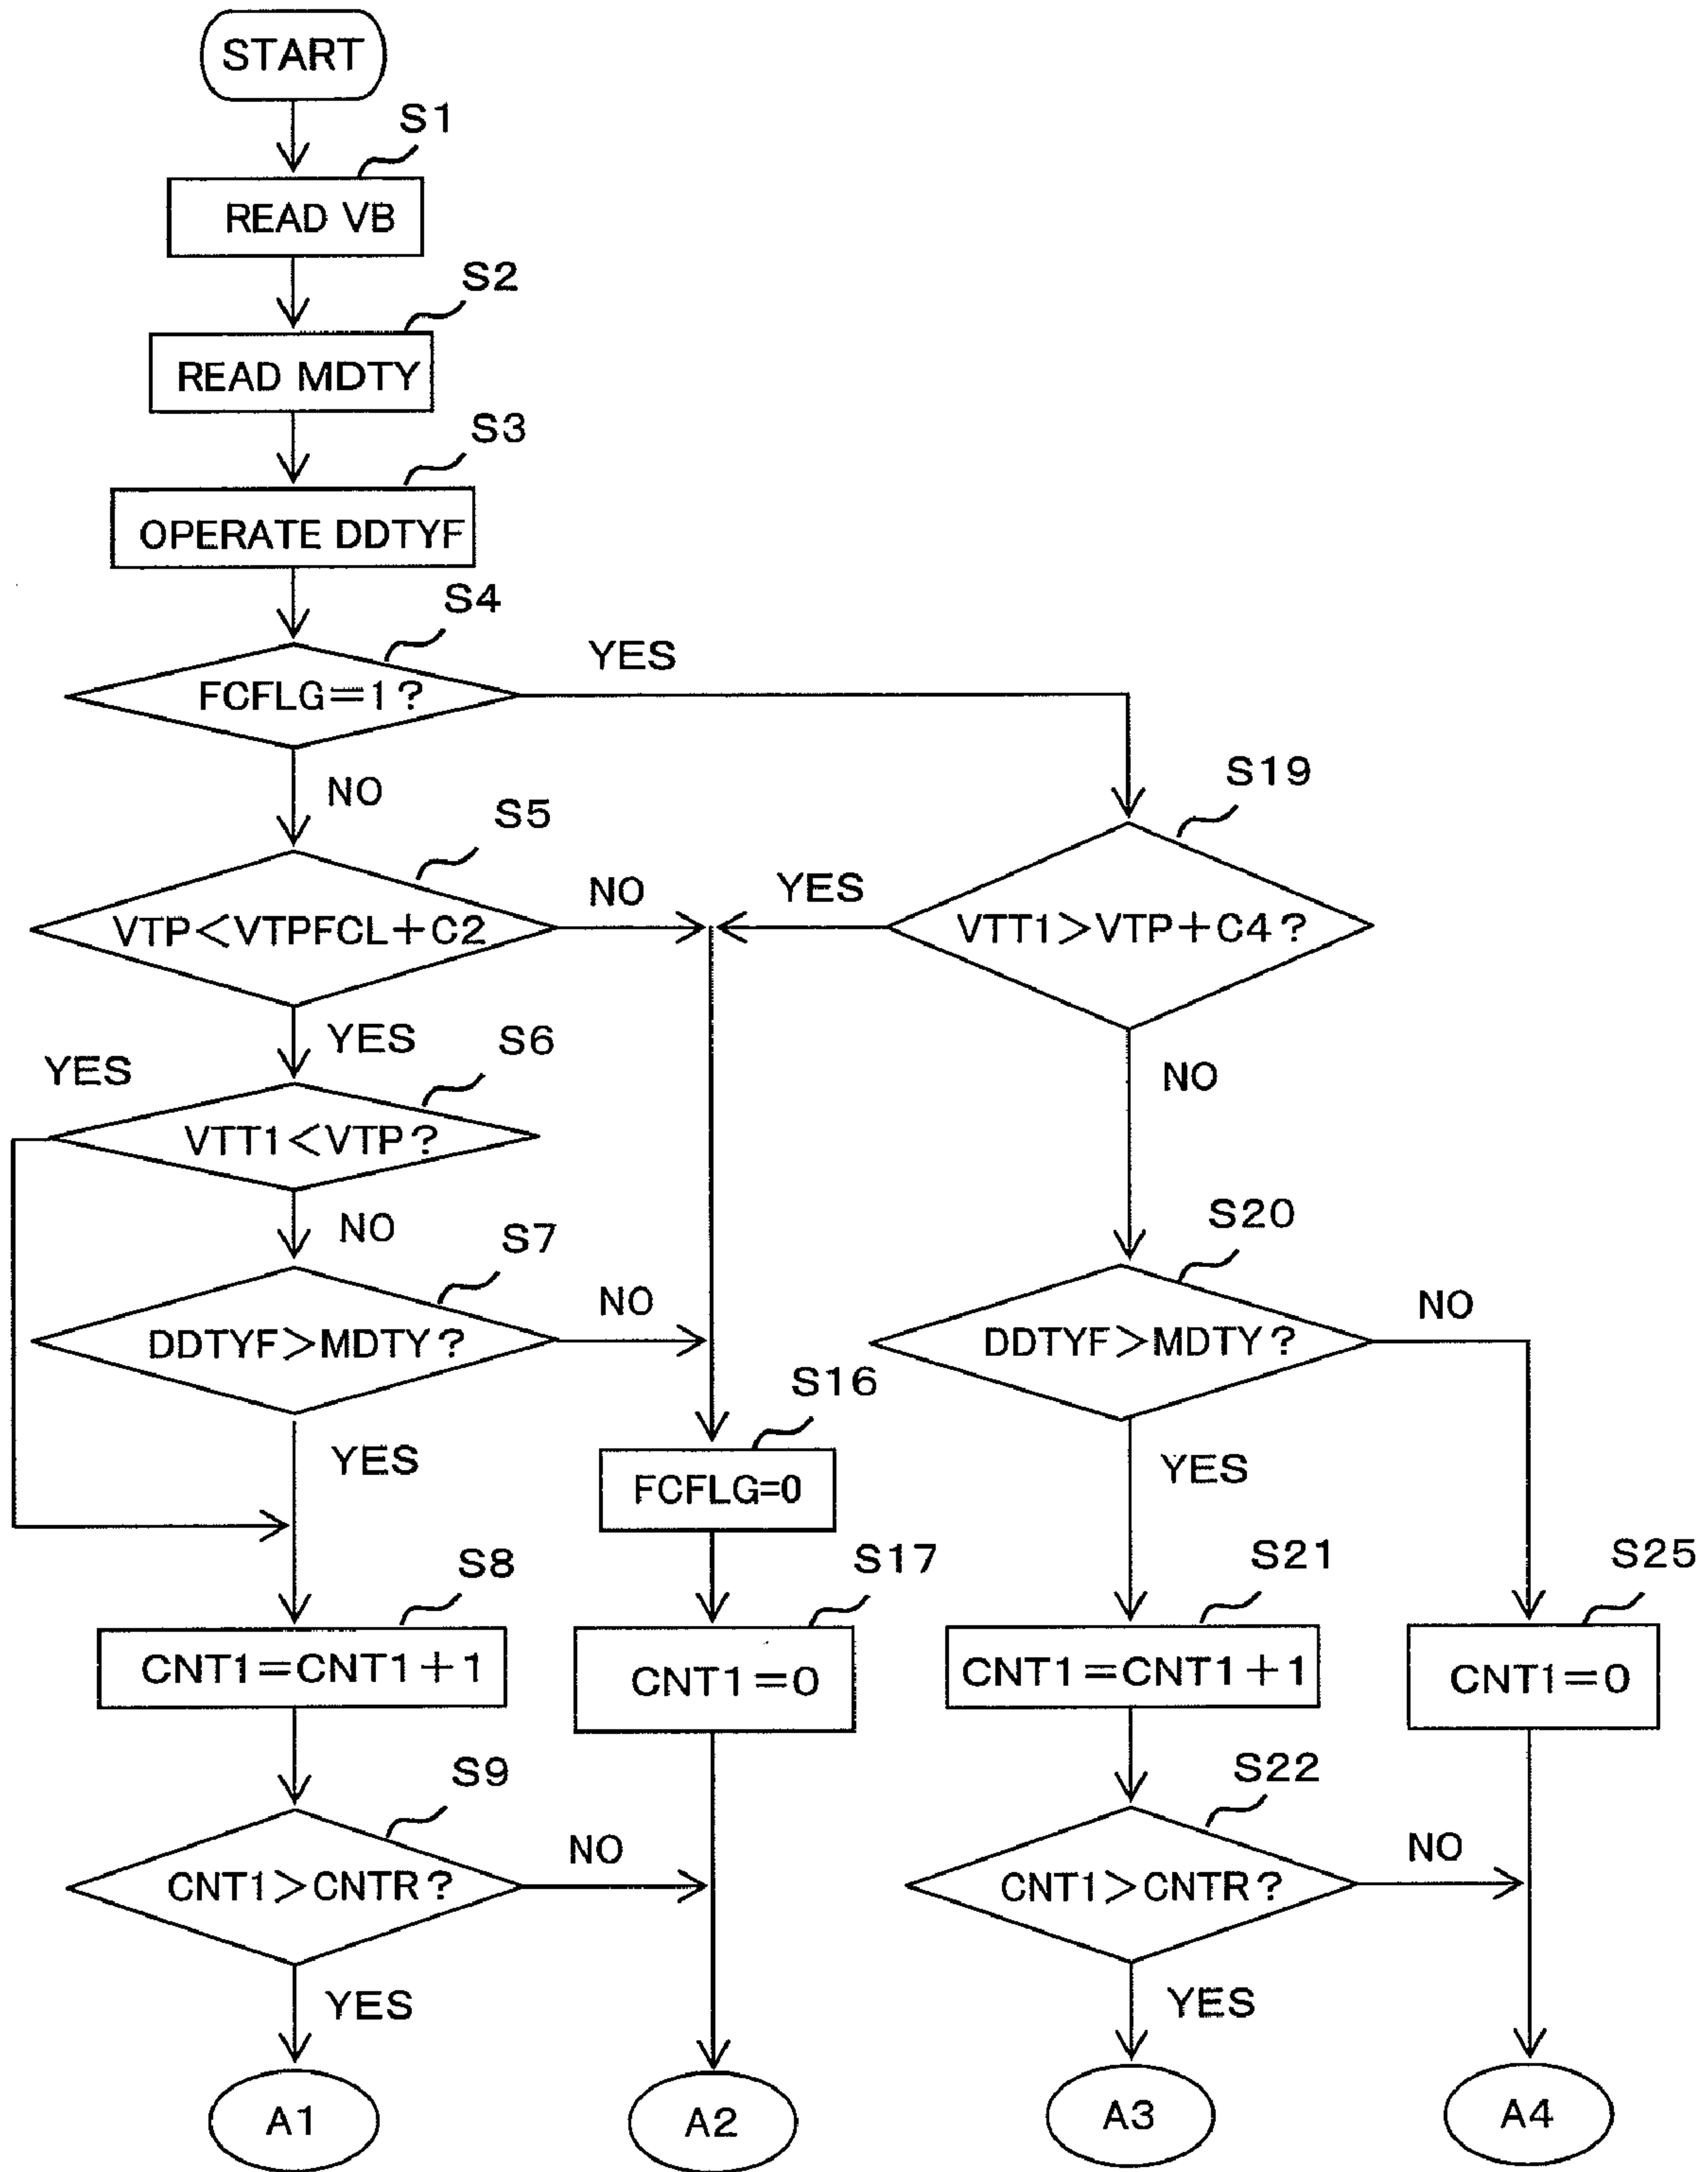 START
S1
READ VB
S2
READ MDTY
S3
OPERATE DDTYF
S4
FCFLG=1?
YES
NO
S19
S5
VTP<VTPFCL+C2
NO
YES
VTT1>VTP+C4?
YES
NO
S6
YES
VTT1<VTP?
NO
S20
S7
DDTYF>MDTY?
NO
DDTYF>MDTY?
NO
S16
YES
FCFLG=0
YES
S8
S17
S21
S25
CNT1=CNT1+1
CNT1=0
CNT1=CNT1+1
CNT1=0
S9
S22
CNT1>CNTR?
NO
CNT1>CNTR?
NO
YES
YES
A1
A2
A3
A4